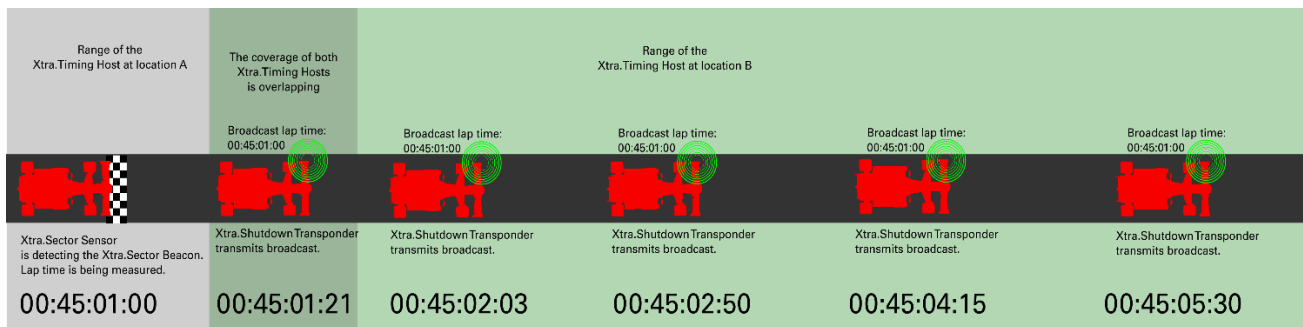 Range of the
Xtra.Timing Host at location A
The coverage of both
Xtra.Timing Hosts
is overlapping
Range of the
Xtra.Timing Host at location B
Broadcast lap time:
00:45:01:00
Broadcast lap time:
00:45:01:00
Broadcast lap time:
00:45:01:00
Broadcast lap time:
00:45:01:00
Broadcast lap time:
00:45:01:00
Xtra.Sector Sensor
is detecting the Xtra.Sector Beacon.
Lap time is being measured.
Xtra.Shutdown Transponder
transmits broadcast.
Xtra.Shutdown Transponder
transmits broadcast.
Xtra.Shutdown Transponder
transmits broadcast.
Xtra.Shutdown Transponder
transmits broadcast.
Xtra.Shutdown Transponder
transmits broadcast.
00:45:01:00
00:45:01:21
00:45:02:03
00:45:02:50
00:45:04:15
00:45:05:30